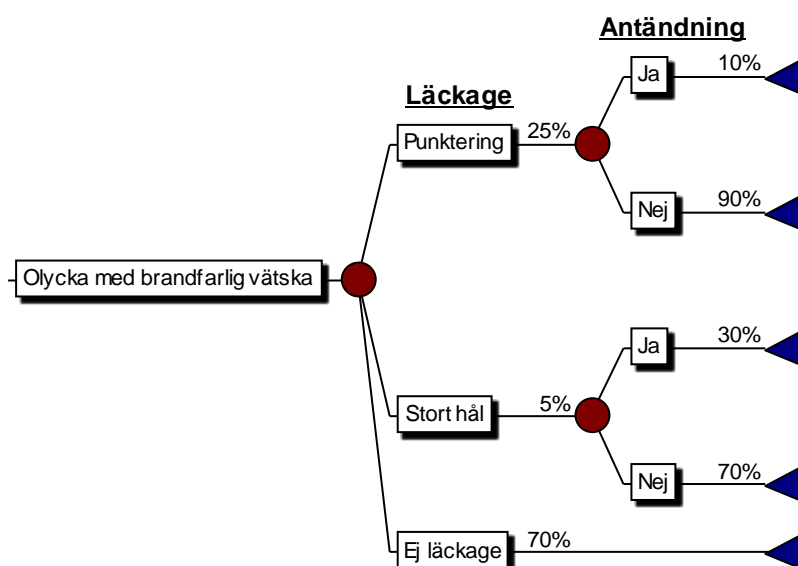 Antändning
Ja 10%
Läckage
Punktering 25%
Nej 90%
Olycka med brandfarlig vätska
Ja 30%
Stort hål 5%
Nej 70%
Ej läckage 70%